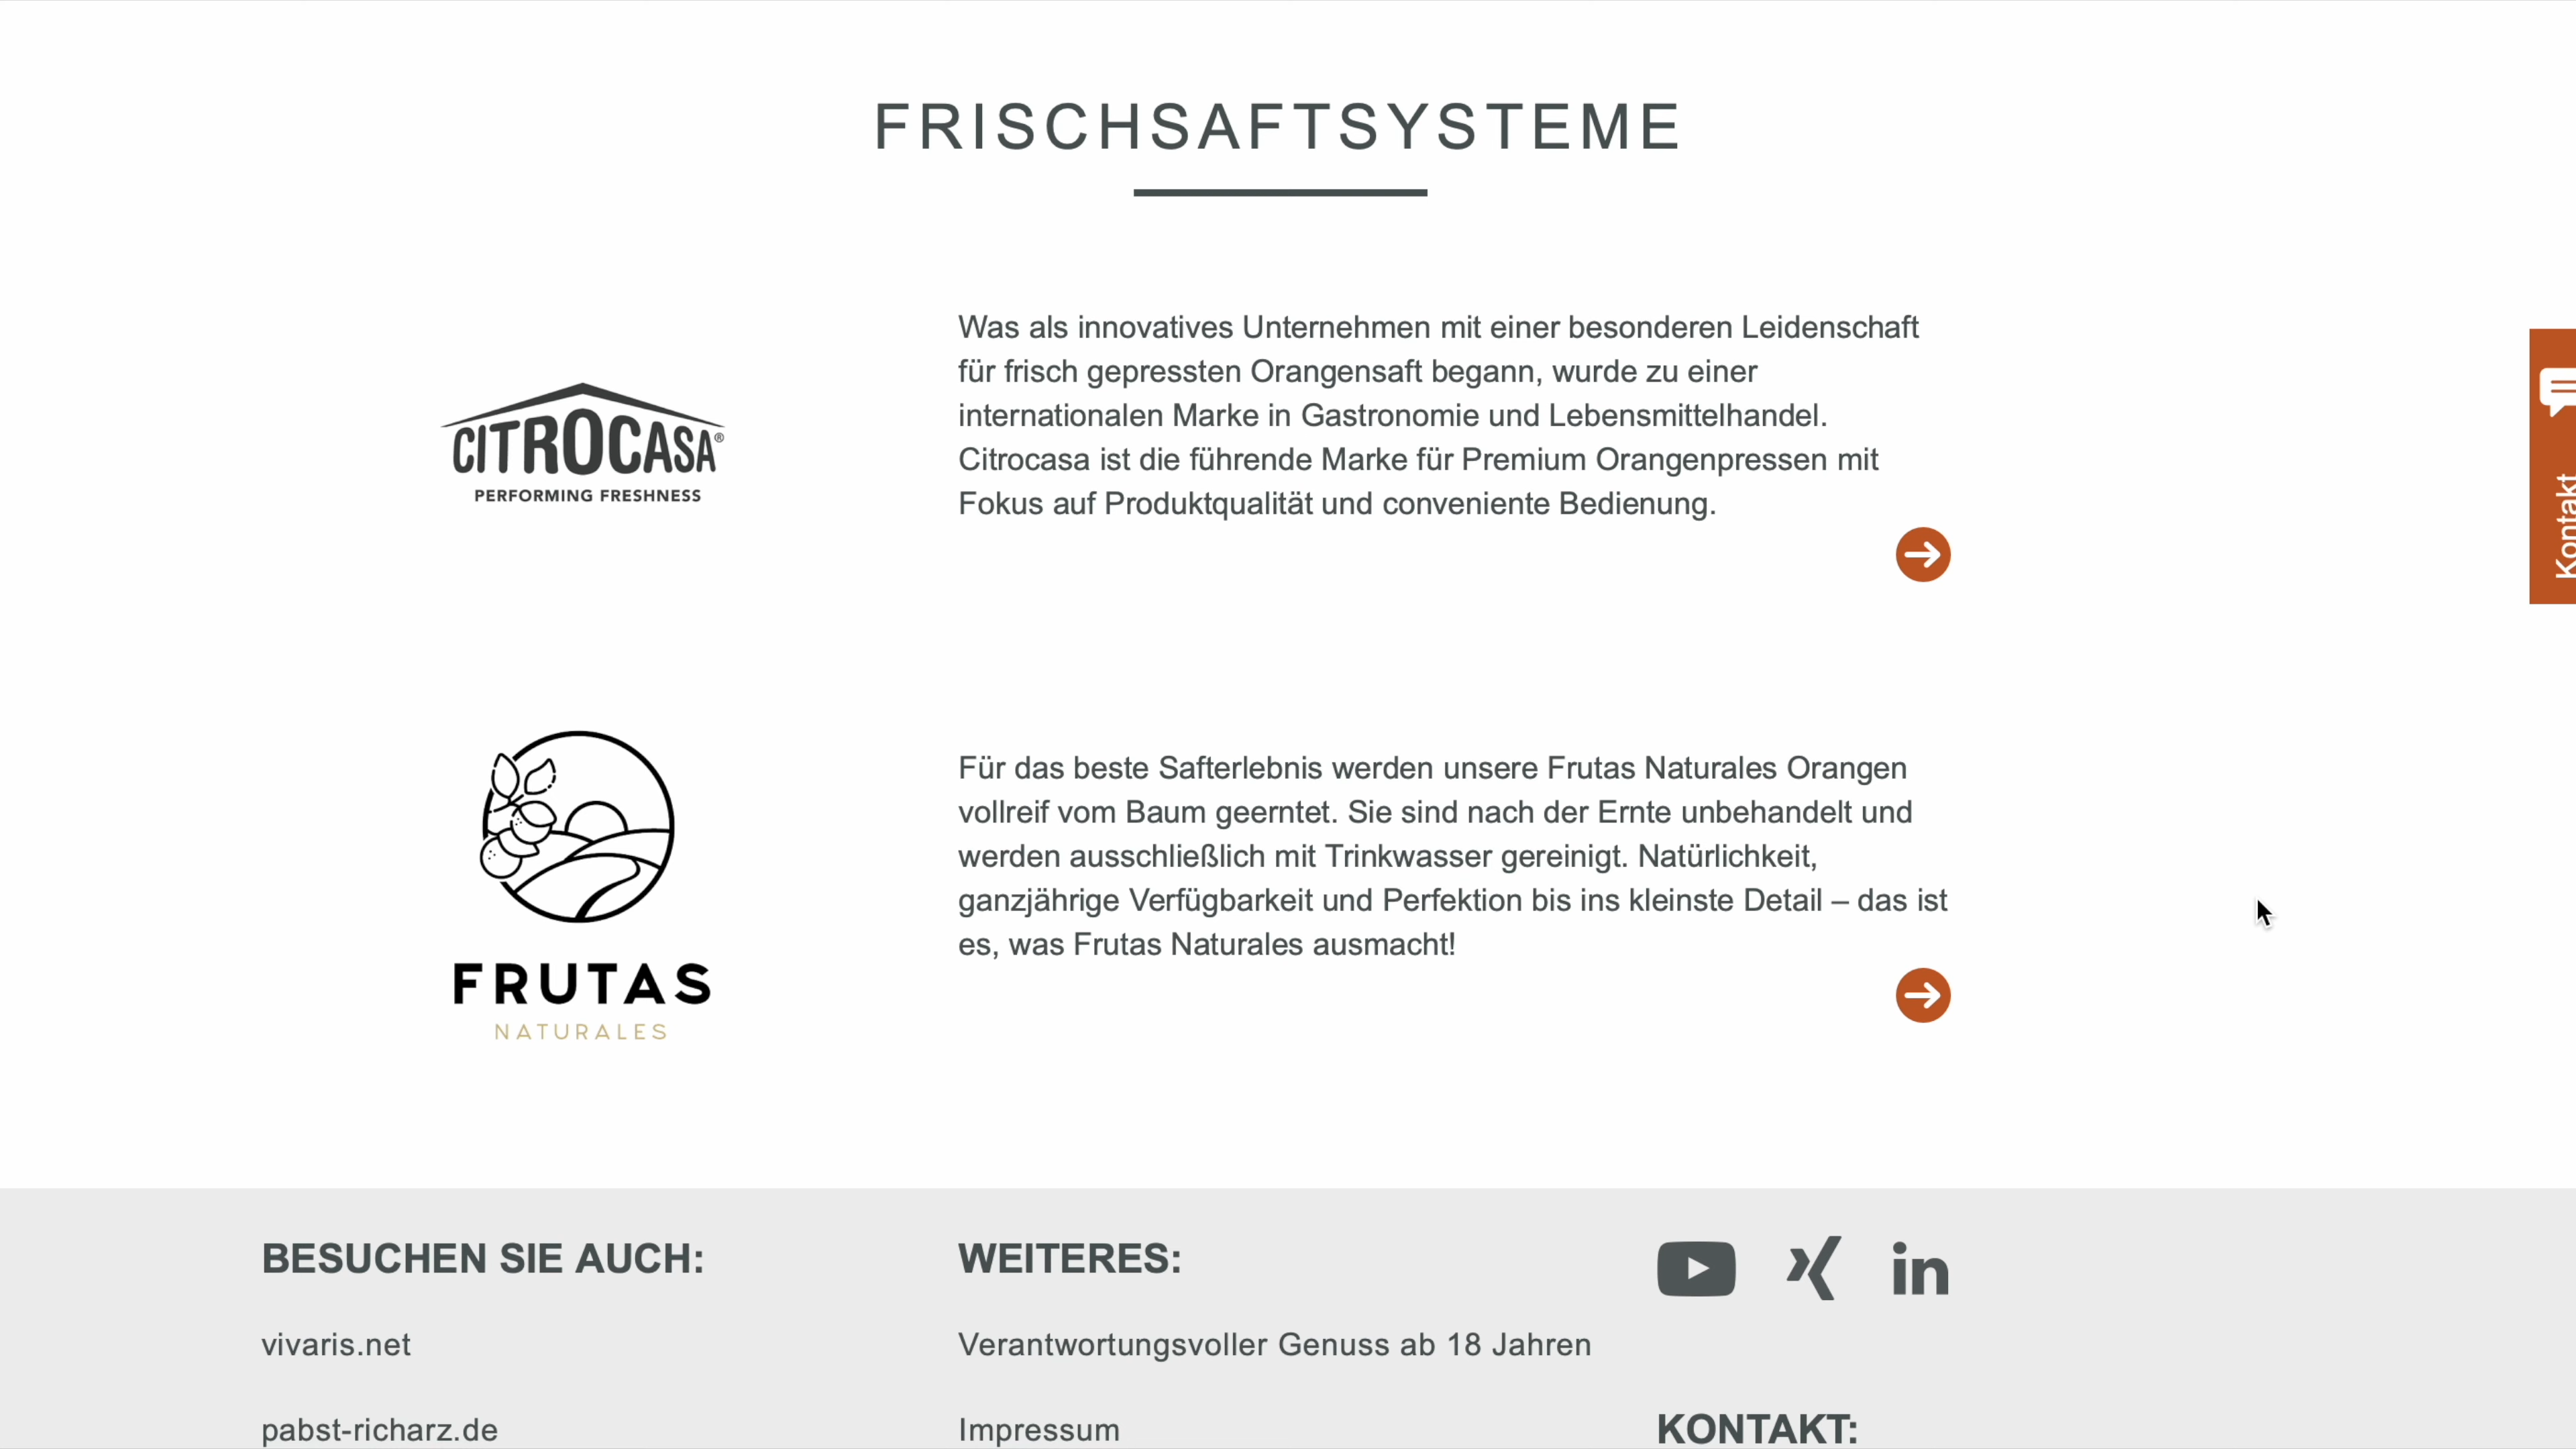 FRISCHSAFTSYSTEME
CITROCASA®
PERFORMING FRESHNESS
Was als innovatives Unternehmen mit einer besonderen Leidenschaft
für frisch gepressten Orangensaft begann, wurde zu einer
internationalen Marke in Gastronomie und Lebensmittelhandel.
Citrocasa ist die führende Marke für Premium Orangenpressen mit
Fokus auf Produktqualität und conveniente Bedienung.
Kontakt
FRUTAS
NATURALES
Für das beste Safterlebnis werden unsere Frutas Naturales Orangen
vollreif vom Baum geerntet. Sie sind nach der Ernte unbehandelt und
werden ausschließlich mit Trinkwasser gereinigt. Natürlichkeit,
ganzjährige Verfügbarkeit und Perfektion bis ins kleinste Detail – das ist
es, was Frutas Naturales ausmacht!
BESUCHEN SIE AUCH:
vivaris.net
pabst-richarz.de
WEITERES:
Verantwortungsvoller Genuss ab 18 Jahren
Impressum
in
KONTAKT: